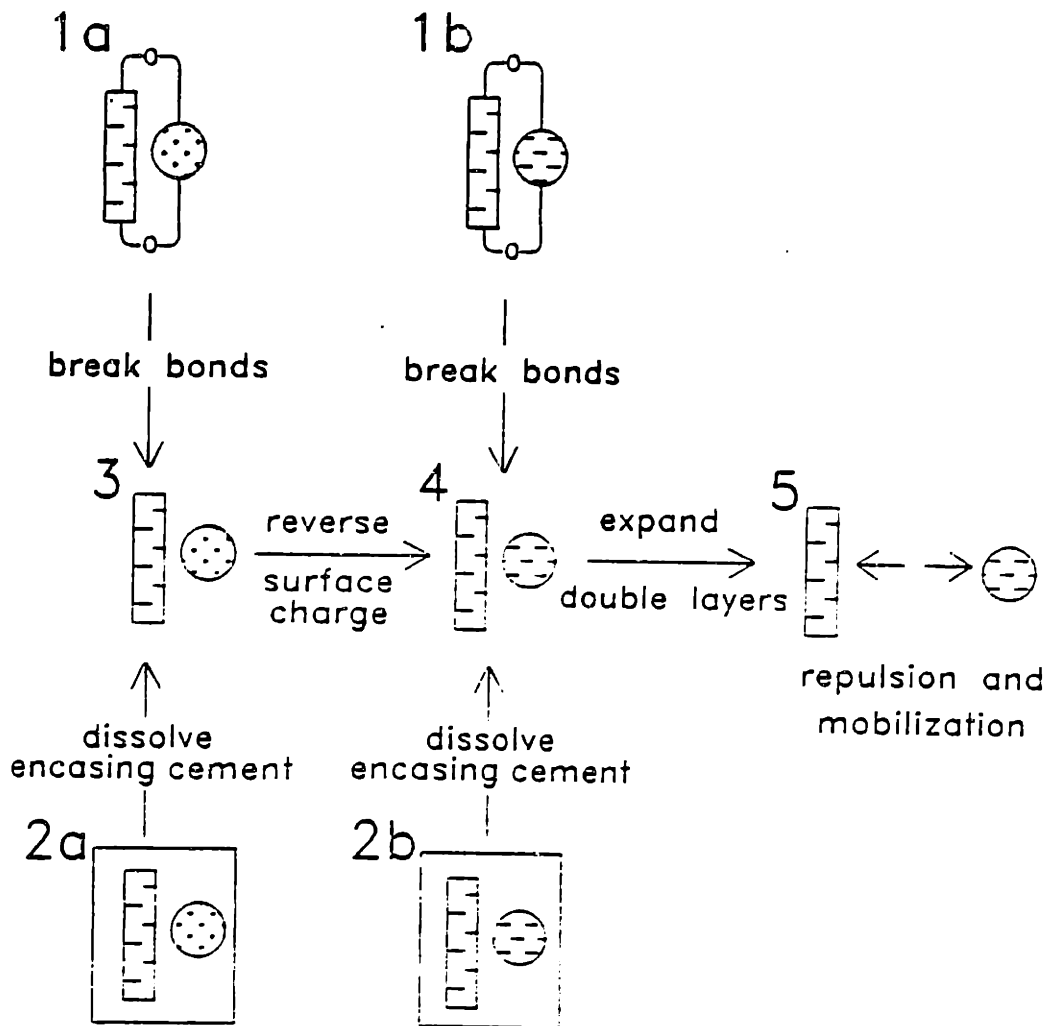 1a
1b
break bonds
break bonds
3
4
5
reverse
surface
charge
expand
double layers
repulsion and
mobilization
dissolve
encasing cement
dissolve
encasing cement
2a
2b